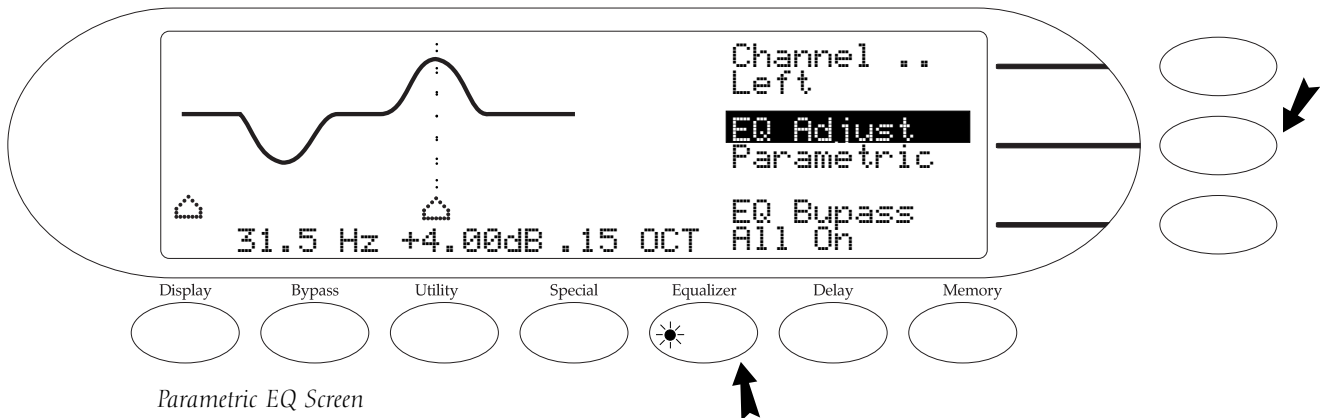 Channel ..
Left
EQ Adjust
Parametric
EQ Bypass
31.5 Hz +4.00dB .15 OCT All On
Display Bypass Utility Special Equalizer Delay Memory
Parametric EQ Screen